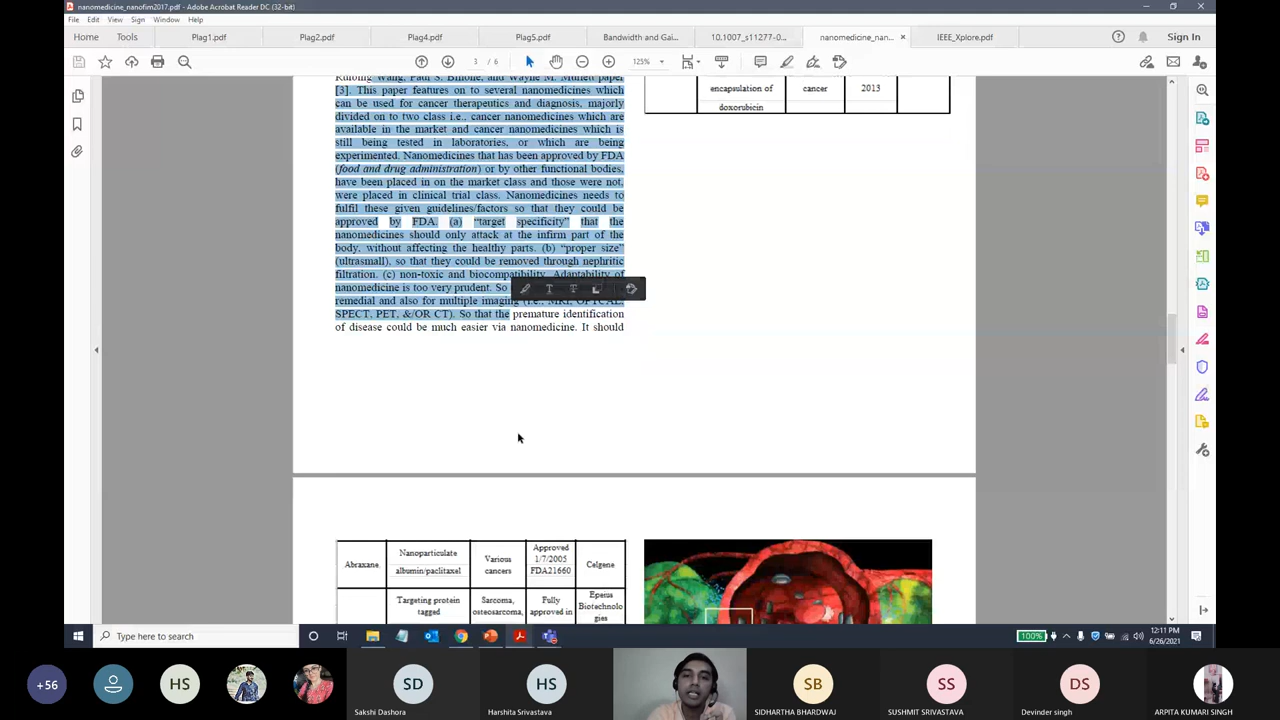 nanomedicine_nanofim2017.pdf - Adobe Acrobat Reader DC (32-bit)
File Edit View Sign Window Help
Home Tools Plag1.pdf Plag2.pdf Plag4.pdf Plag5.pdf Bandwidth and Gai... 10.1007_s11277-0... nanomedicine_nan... × IEEE_Xplore.pdf Sign In
3 / 6 125%
Wang, Paul S. and Wayne M. paper
[3]. This paper features on to several nanomedicines which
can be used for cancer therapeutics and diagnosis, majorly
divided on to two class i.e., cancer nanomedicines which are
available in the market and cancer nanomedicines which is
still being tested in laboratories, or which are being
experimented. Nanomedicines that has been approved by FDA
(food and drug administration) or by other functional bodies,
have been placed in on the market class and those were not,
were placed in clinical trial class. Nanomedicines needs to
fulfil these given guidelines/factors so that they could be
approved by FDA. (a) “target specificity” that the
nanomedicines should only attack at the infirm part of the
body, without affecting the healthy parts. (b) “proper size”
(ultrasmall), so that they could be removed through nephritic
filtration. (c) non-toxic and biocompatibility. Adaptability of
nanomedicine is too very prudent. So
remedial and also for multiple imaging (i.e., MRI, OPTCAL,
SPECT, PET, &/OR CT). So that the premature identification
of disease could be much easier via nanomedicine. It should
encapsulation of
doxorubicin
cancer
2013
Abraxane
Nanoparticulate
albumin/paclitaxel
Various
cancers
Approved
1/7/2005
FDA21660
Celgene
Targeting protein
tagged
Sarcoma,
osteosarcoma,
Fully
approved in
Eperus
Biotechnolo
gies
Type here to search
100%
12:11 PM
6/26/2021
+56
HS
SD
Sakshi Dashora
HS
Harshita Srivastava
SB
SIDHARTHA BHARDWAJ
SS
SUSHMIT SRIVASTAVA
DS
Devinder singh
ARPITA KUMARI SINGH